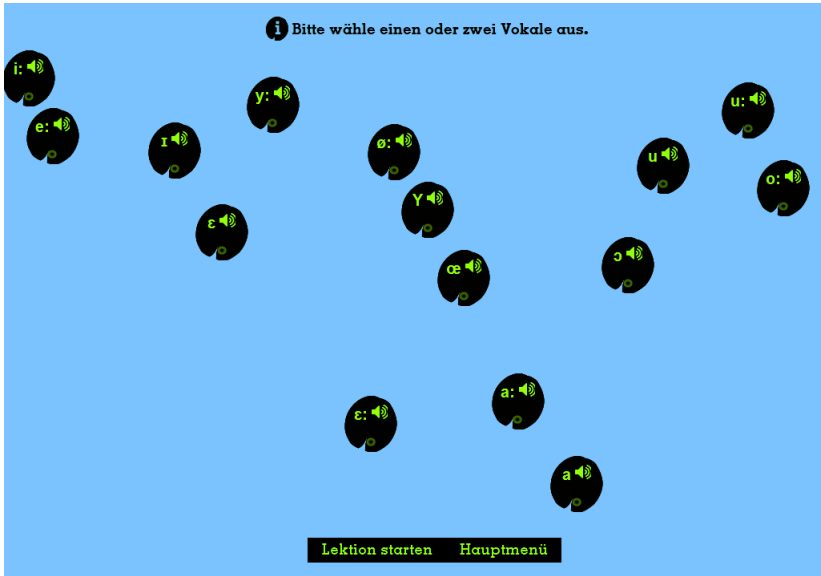 i Bitte wähle einen oder zwei Vokale aus.
i:
y:
u:
e:
ɪ
ø:
u
o:
Y
ɛ
œ
ɔ
ɛ:
a:
a
Lektion starten Hauptmenü